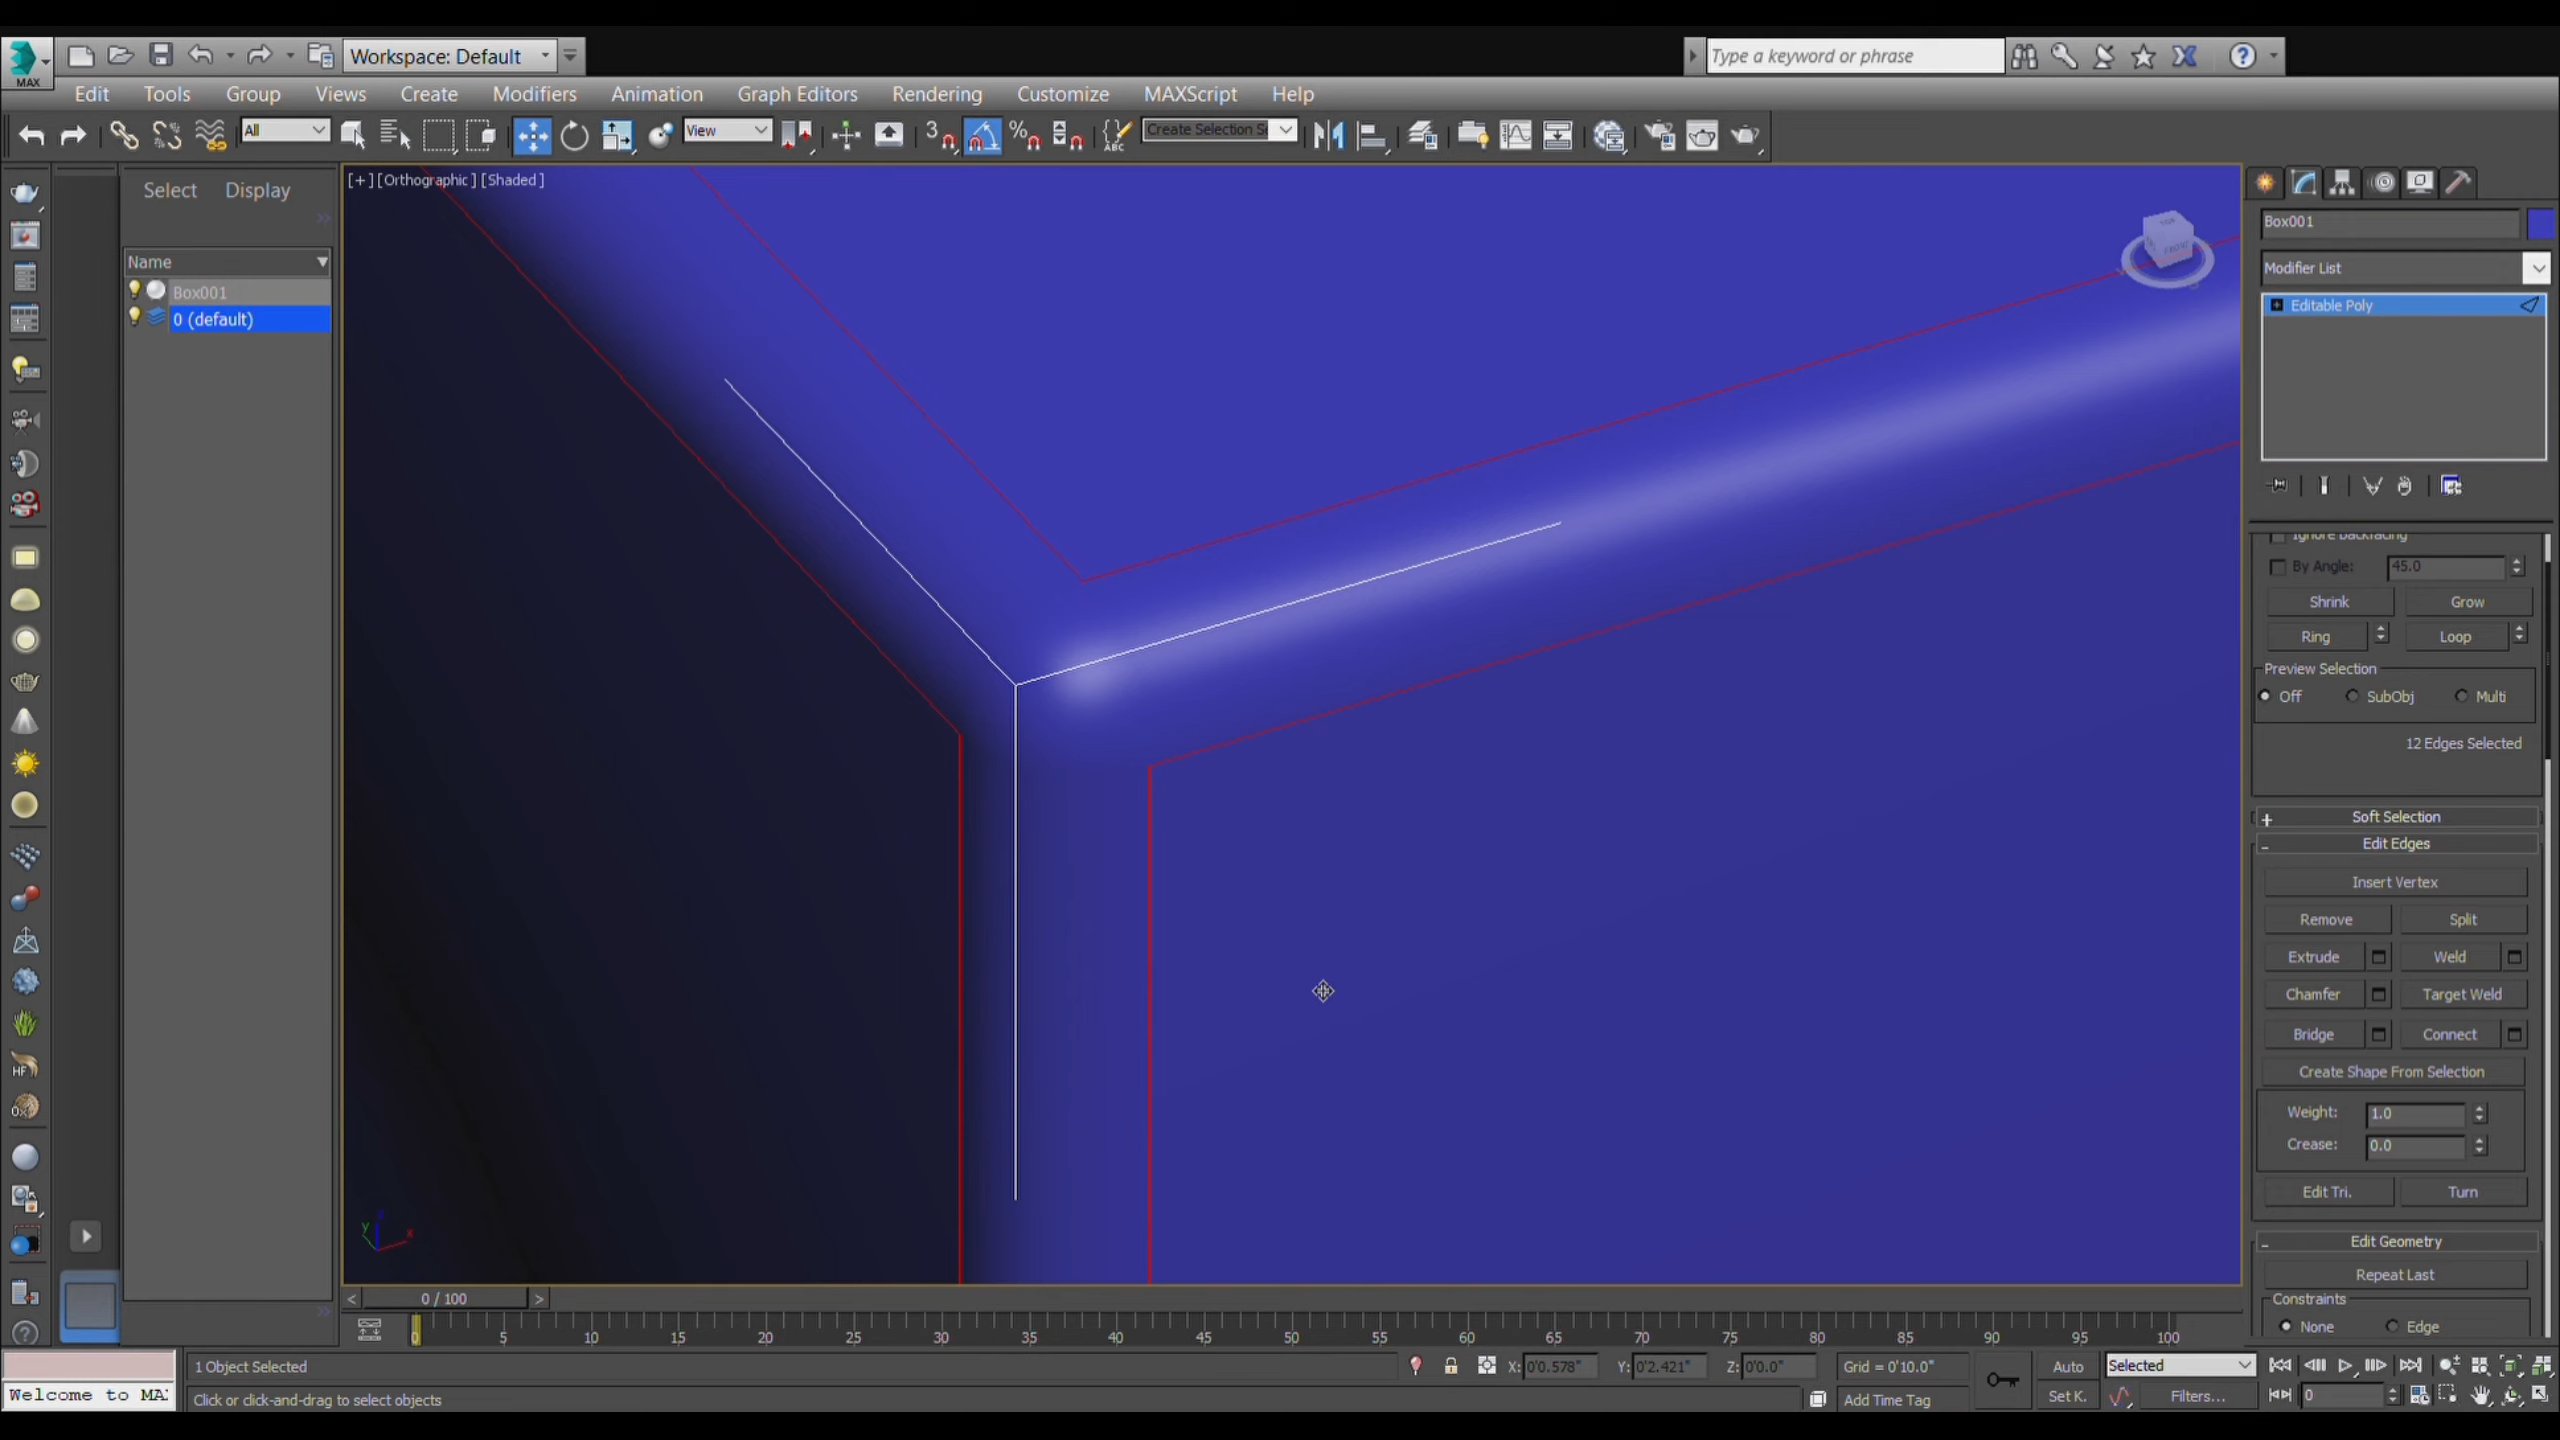 Workspace: Default
Type a keyword or phrase
MAX
Edit Tools Group Views Create Modifiers Animation Graph Editors Rendering Customize MAXScript Help
All
View
3
%
ABC
Create Selection Se
Select Display
[+][Orthographic][Shaded]
TOP
FRONT
Name
Box001
0 (default)
Box001
Modifier List
Editable Poly
Ignore Backfacing
By Angle: 45.0
Shrink Grow
Ring Loop
Preview Selection
Off SubObj Multi
12 Edges Selected
+ Soft Selection
- Edit Edges
Insert Vertex
Remove Split
Extrude Weld
Chamfer Target Weld
Bridge Connect
Create Shape From Selection
Weight: 1.0
Crease: 0.0
Edit Tri. Turn
- Edit Geometry
Repeat Last
Constraints
None Edge
HF
y x
< 0 / 100 >
0 5 10 15 20 25 30 35 40 45 50 55 60 65 70 75 80 85 90 95 100
1 Object Selected
X: 0'0.578" Y: 0'2.421" Z: 0'0.0" Grid = 0'10.0"
Auto Selected
Welcome to MA
Click or click-and-drag to select objects
Add Time Tag
Set K. Filters... 0